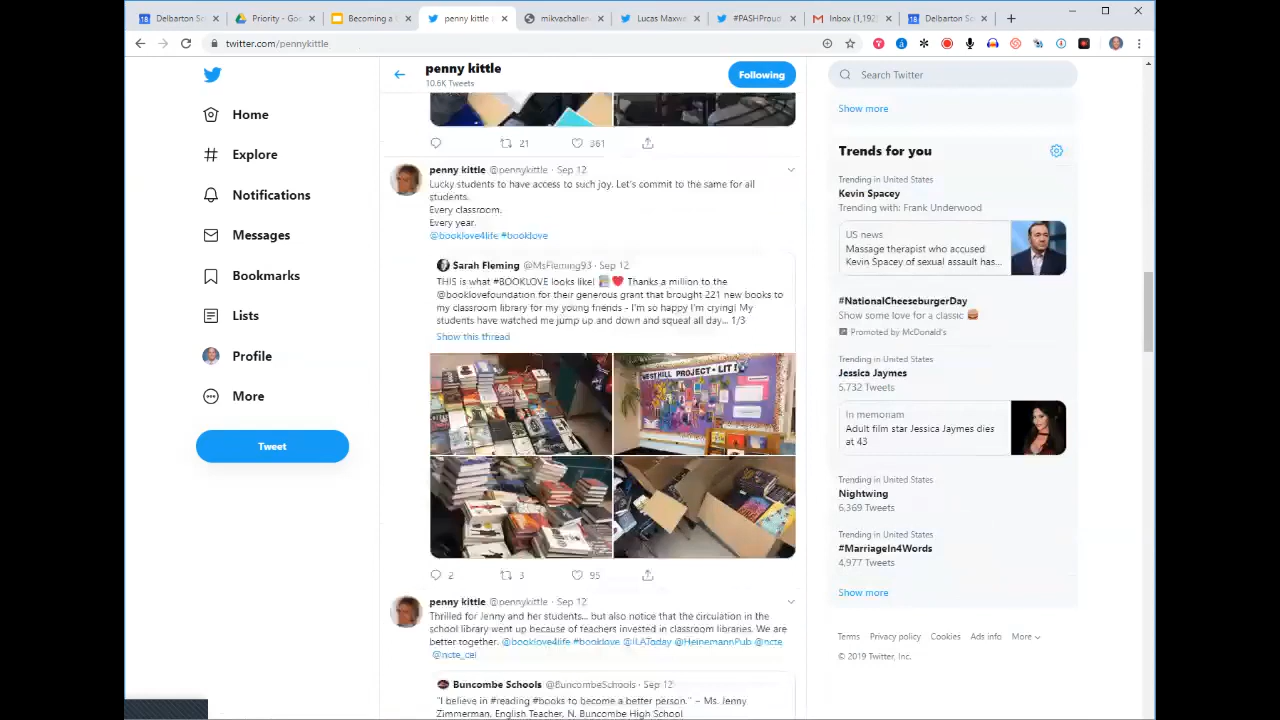 Delbarton Sc
Priority - Goo
Becoming a
penny kittle
mikvachallen
Lucas Maxwe
#PASHProud
Inbox (1,192
Delbarton Sc
twitter.com/pennykittle
penny kittle
10.6K Tweets
Following
Search Twitter
Home
Explore
Notifications
Messages
Bookmarks
Lists
Profile
More
Tweet
21
361
penny kittle @pennykittle · Sep 12
Lucky students to have access to such joy. Let's commit to the same for all
students.
Every classroom.
Every year.
@booklove4life #booklove
Sarah Fleming @MsFleming93 · Sep 12
THIS is what #BOOKLOVE looks like! Thanks a million to the
@booklovefoundation for their generous grant that brought 221 new books to
my classroom library for my young friends - I'm so happy I'm crying! My
students have watched me jump up and down and squeal all day... 1/3
Show this thread
WESTHILL PROJECT LIT!
2
3
95
penny kittle @pennykittle · Sep 12
Thrilled for Jenny and her students... but also notice that the circulation in the
school library went up because of teachers invested in classroom libraries. We are
better together. @booklove4life #booklove @ILAToday @HeinemannPub @ncte
@ncte_cel
Buncombe Schools @BuncombeSchools · Sep 12
"I believe in #reading #books to become a better person." – Ms. Jenny
Zimmerman, English Teacher, N. Buncombe High School
Show more
Trends for you
Trending in United States
Kevin Spacey
Trending with: Frank Underwood
US news
Massage therapist who accused
Kevin Spacey of sexual assault has...
#NationalCheeseburgerDay
Show some love for a classic
Promoted by McDonald's
Trending in United States
Jessica Jaymes
5,732 Tweets
In memoriam
Adult film star Jessica Jaymes dies
at 43
Trending in United States
Nightwing
6,369 Tweets
Trending in United States
#MarriageIn4Words
4,977 Tweets
Show more
Terms Privacy policy Cookies Ads info More
© 2019 Twitter, Inc.